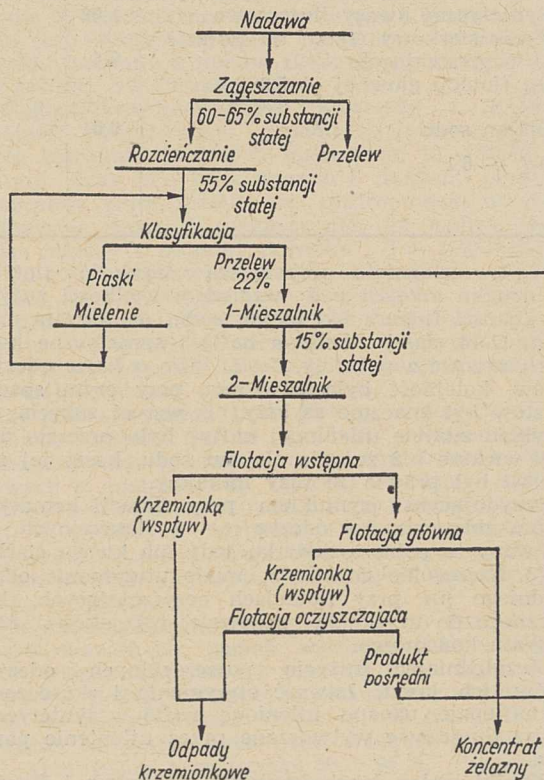 Nadawa
Zagęszczanie
60-65% substancji
stałej
Rozcieńczanie
Przelew
55% substancji
stałej
Klasyfikacja
Piaski
Przelew
22%
Mielenie
1-Mieszalnik
15% substancji
stałej
2-Mieszalnik
Flotacja wstępna
Krzemionka
(wspływ)
Flotacja główna
Krzemionka
(wspływ)
Flotacja oczyszczająca
Produkt
pośredni
Odpady
krzemionkowe
Koncentrat
żelazny